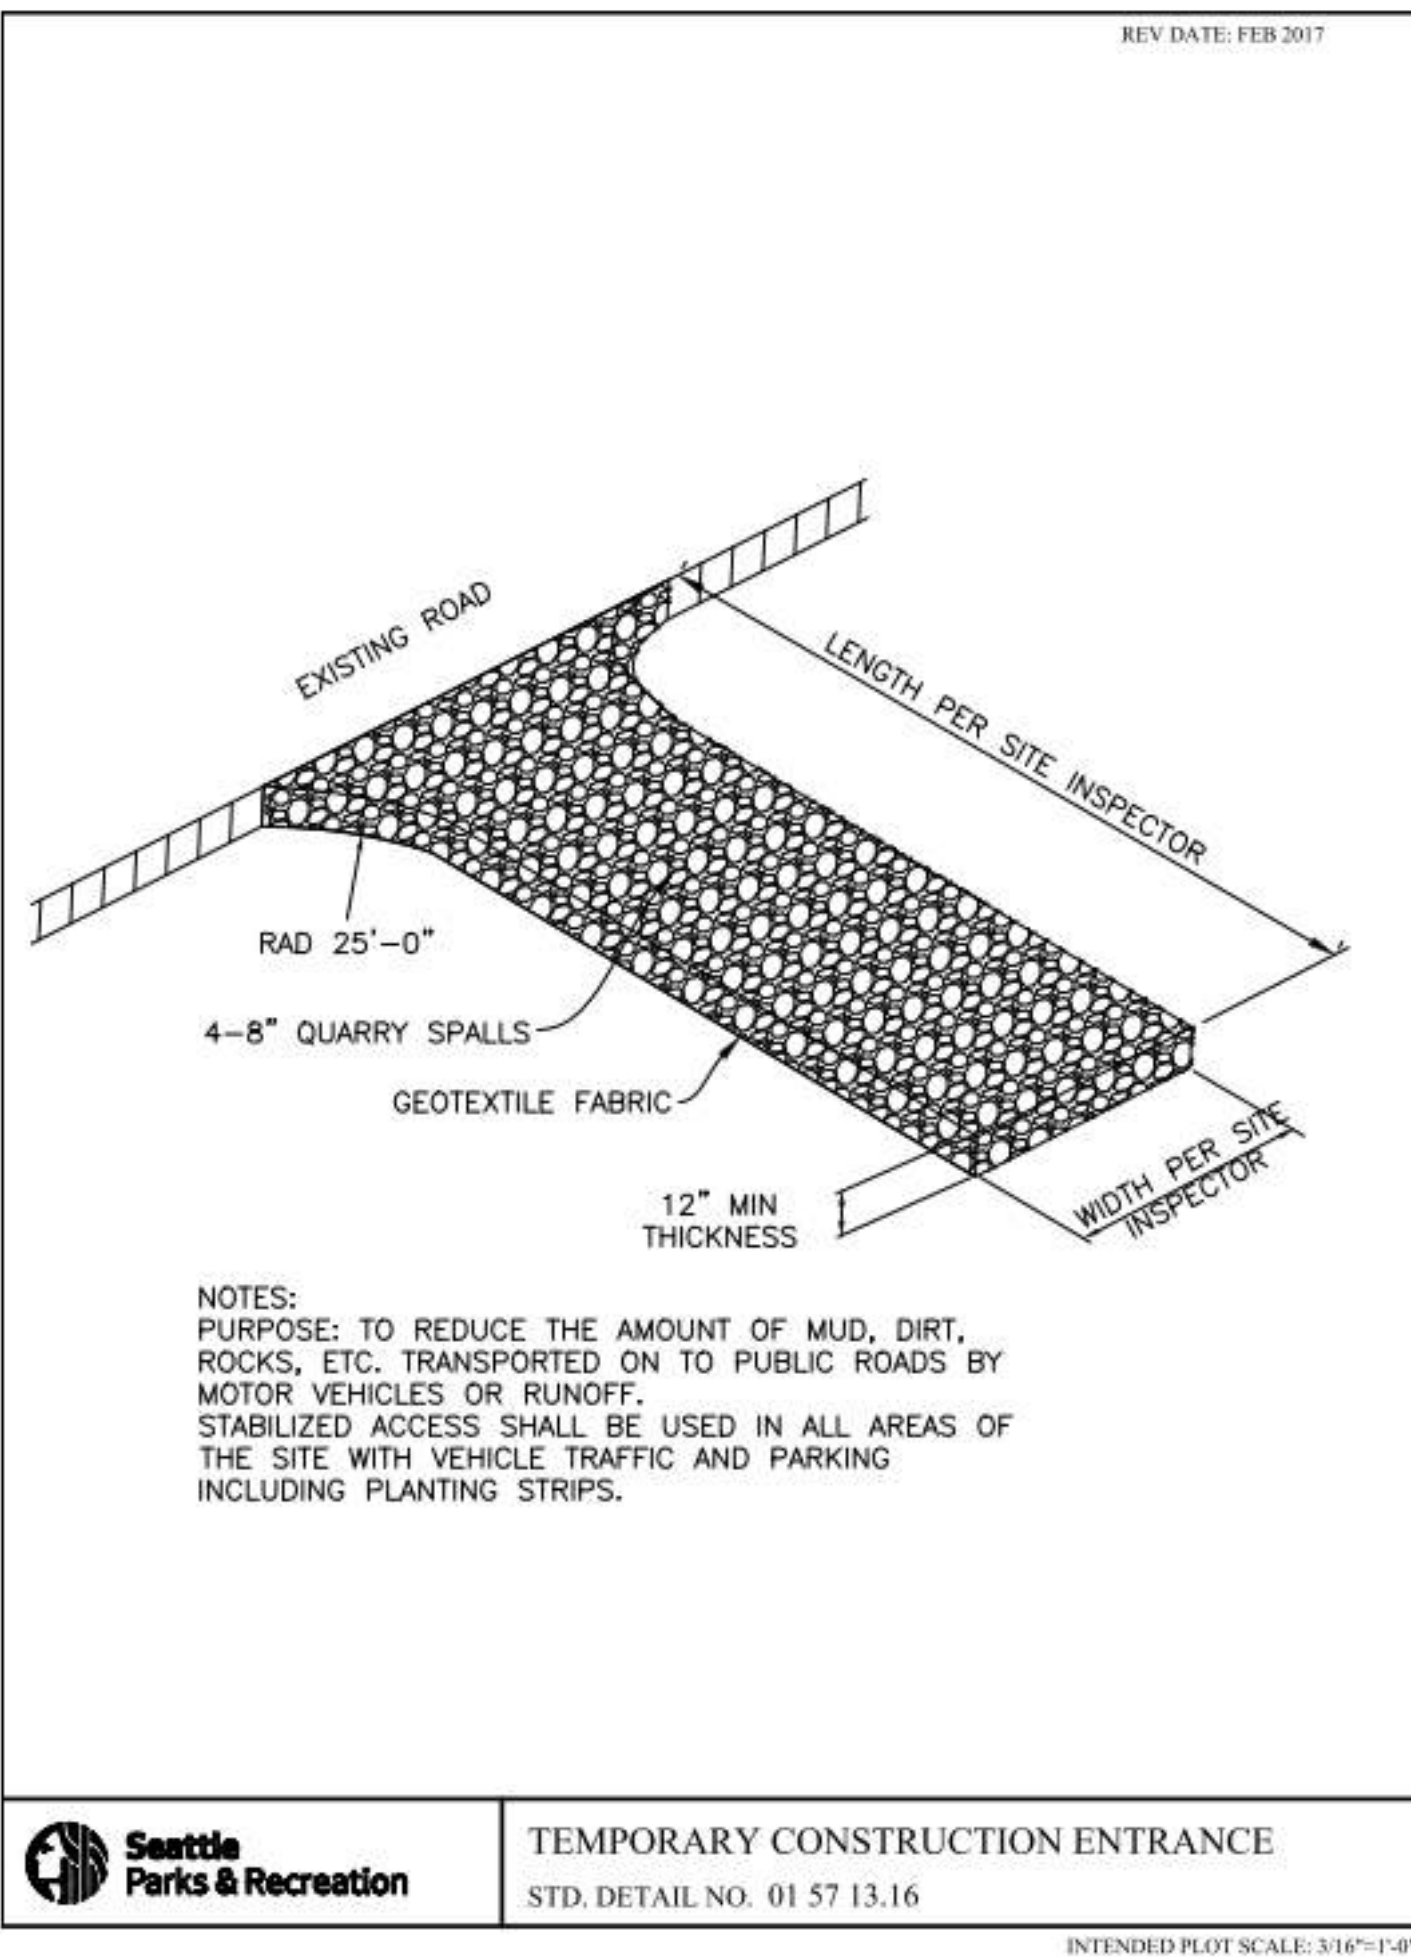 REV DATE: FEB 2017
EXISTING ROAD
LENGTH PER SITE INSPECTOR
RAD 25'-0"
4-8" QUARRY SPALLS
GEOTEXTILE FABRIC
12" MIN
THICKNESS
WIDTH PER SITE
INSPECTOR
NOTES:
PURPOSE: TO REDUCE THE AMOUNT OF MUD, DIRT,
ROCKS, ETC. TRANSPORTED ON TO PUBLIC ROADS BY
MOTOR VEHICLES OR RUNOFF.
STABILIZED ACCESS SHALL BE USED IN ALL AREAS OF
THE SITE WITH VEHICLE TRAFFIC AND PARKING
INCLUDING PLANTING STRIPS.
Seattle
Parks & Recreation
TEMPORARY CONSTRUCTION ENTRANCE
STD. DETAIL NO. 01 57 13.16
INTENDED PLOT SCALE: 3/16"=1'-0"